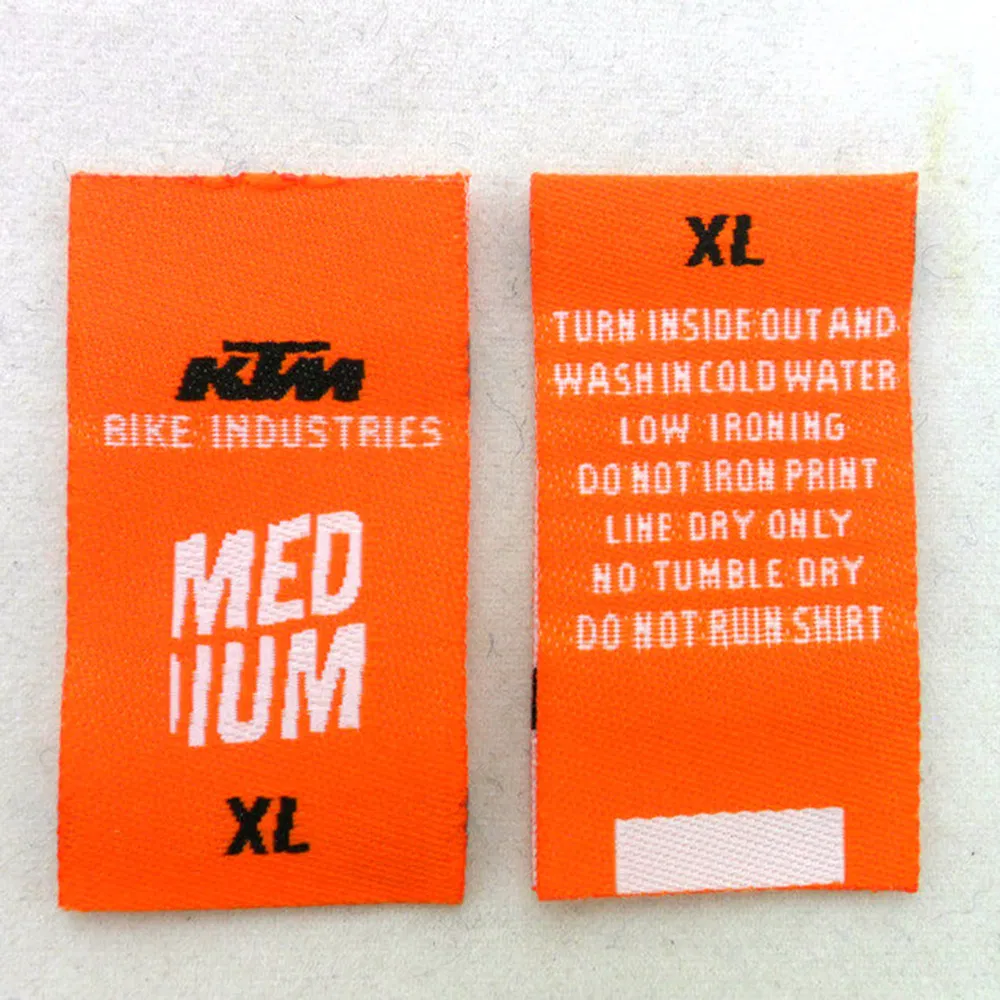 KTM
BIKE INDUSTRIES
MED
IUM
XL
XL
TURN INSIDE OUT AND
WASH IN COLD WATER
LOW IRONING
DO NOT IRON PRINT
LINE DRY ONLY
NO TUMBLE DRY
DO NOT RUIN SHIRT